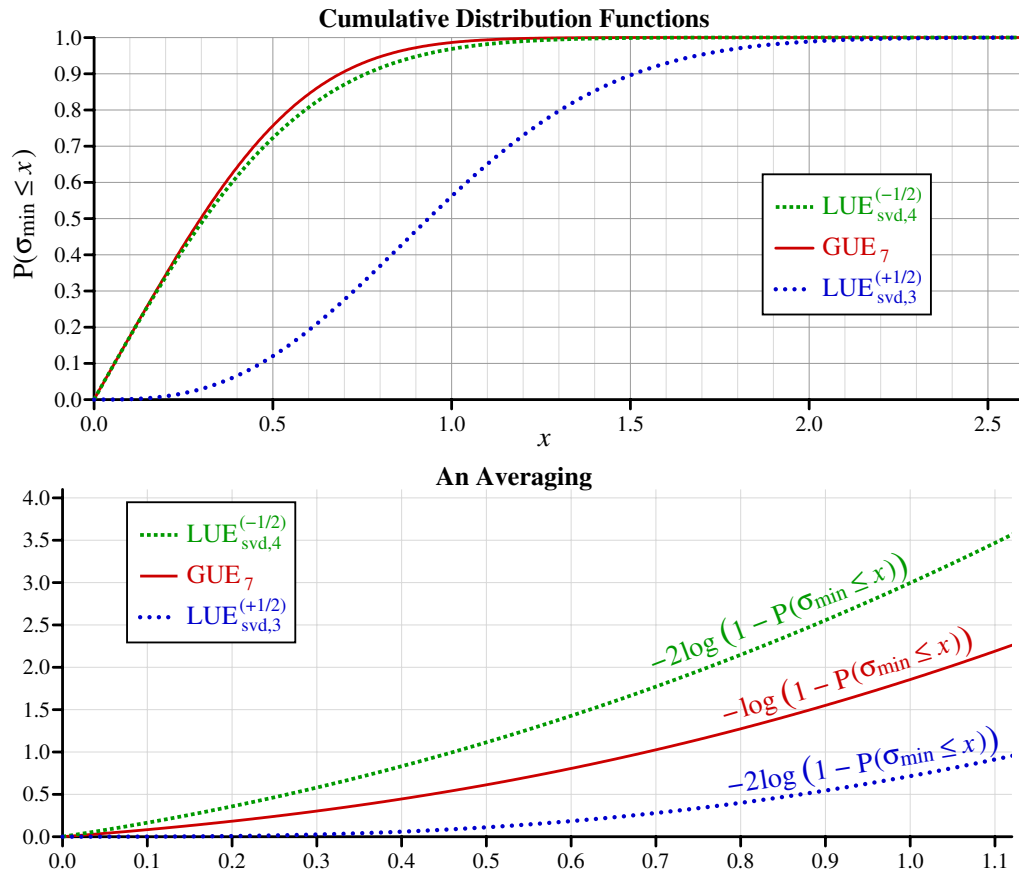 Cumulative Distribution Functions
1.0
0.9
0.8
0.7
0.6
0.5
0.4
0.3
0.2
0.1
0.0
P(σmin ≤ x)
LUE(−1/2)svd,4
GUE7
LUE(+1/2)svd,3
0.0 0.5 1.0 1.5 2.0 2.5
x
An Averaging
4.0
3.5
3.0
2.5
2.0
1.5
1.0
0.5
0.0
LUE(−1/2)svd,4
GUE7
LUE(+1/2)svd,3
−2log(1 − P(σmin ≤ x))
−log(1 − P(σmin ≤ x))
−2log(1 − P(σmin ≤ x))
0.0 0.1 0.2 0.3 0.4 0.5 0.6 0.7 0.8 0.9 1.0 1.1